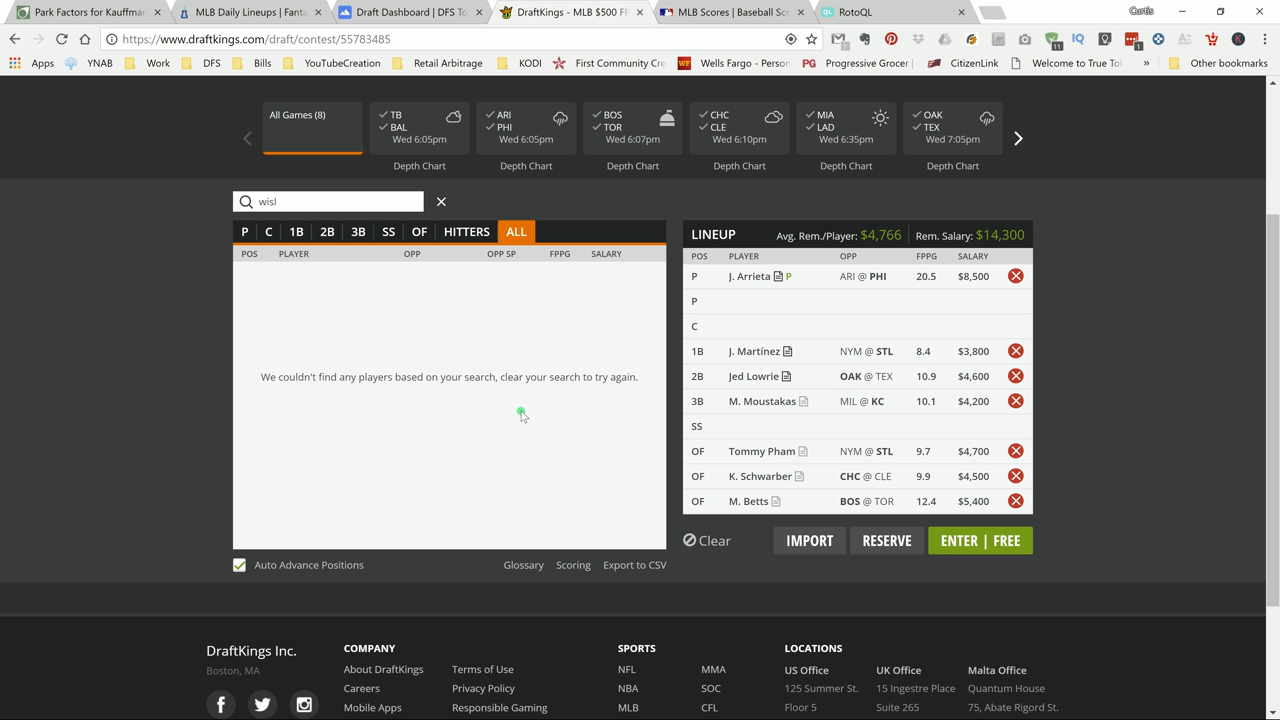 Park Factors for Kauffman
MLB Daily Lineups | Fanta
Draft Dashboard | DFS To
DraftKings - MLB $500 FR
MLB Scores | Baseball Sc
RotoQL
Curtis
https://www.draftkings.com/draft/contest/55783485
Apps YNAB Work DFS Bills YouTubeCreation Retail Arbitrage KODI First Community Cre Wells Fargo - Person Progressive Grocer | CitizenLink Welcome to True Tol » Other bookmarks
All Games (8)
TB
BAL
Wed 6:05pm
Depth Chart
ARI
PHI
Wed 6:05pm
Depth Chart
BOS
TOR
Wed 6:07pm
Depth Chart
CHC
CLE
Wed 6:10pm
Depth Chart
MIA
LAD
Wed 6:35pm
Depth Chart
OAK
TEX
Wed 7:05pm
Depth Chart
wisl
P C 1B 2B 3B SS OF HITTERS ALL
POS PLAYER OPP OPP SP FPPG SALARY
We couldn't find any players based on your search, clear your search to try again.
Auto Advance Positions
Glossary Scoring Export to CSV
LINEUP Avg. Rem./Player: $4,766 Rem. Salary: $14,300
POS PLAYER OPP FPPG SALARY
P J. Arrieta P ARI @ PHI 20.5 $8,500
P
C
1B J. Martínez NYM @ STL 8.4 $3,800
2B Jed Lowrie OAK @ TEX 10.9 $4,600
3B M. Moustakas MIL @ KC 10.1 $4,200
SS
OF Tommy Pham NYM @ STL 9.7 $4,700
OF K. Schwarber CHC @ CLE 9.9 $4,500
OF M. Betts BOS @ TOR 12.4 $5,400
Clear IMPORT RESERVE ENTER | FREE
DraftKings Inc.
Boston, MA
COMPANY
About DraftKings Terms of Use
Careers Privacy Policy
Mobile Apps Responsible Gaming
SPORTS
NFL MMA
NBA SOC
MLB CFL
LOCATIONS
US Office UK Office Malta Office
125 Summer St. 15 Ingestre Place Quantum House
Floor 5 Suite 265 75, Abate Rigord St.